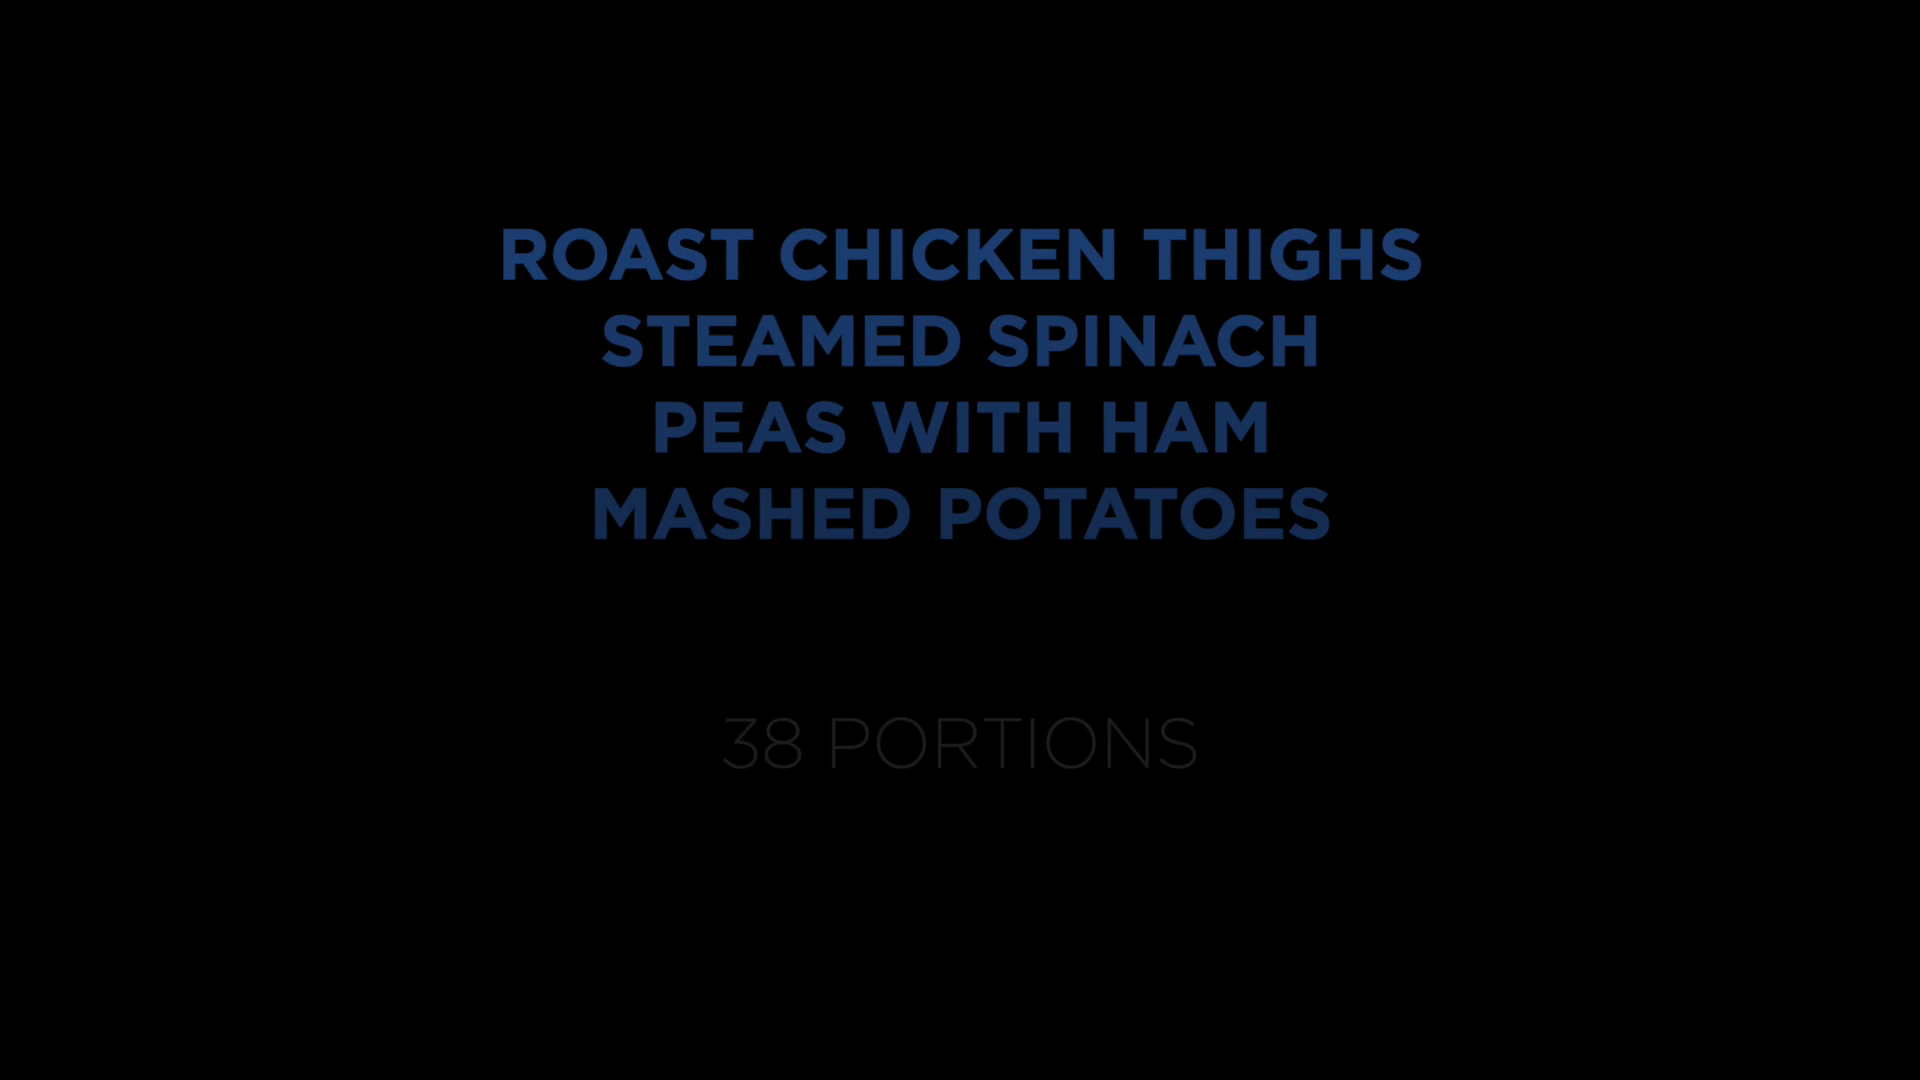 ROAST CHICKEN THIGHS
STEAMED SPINACH
PEAS WITH HAM
MASHED POTATOES
38 PORTIONS